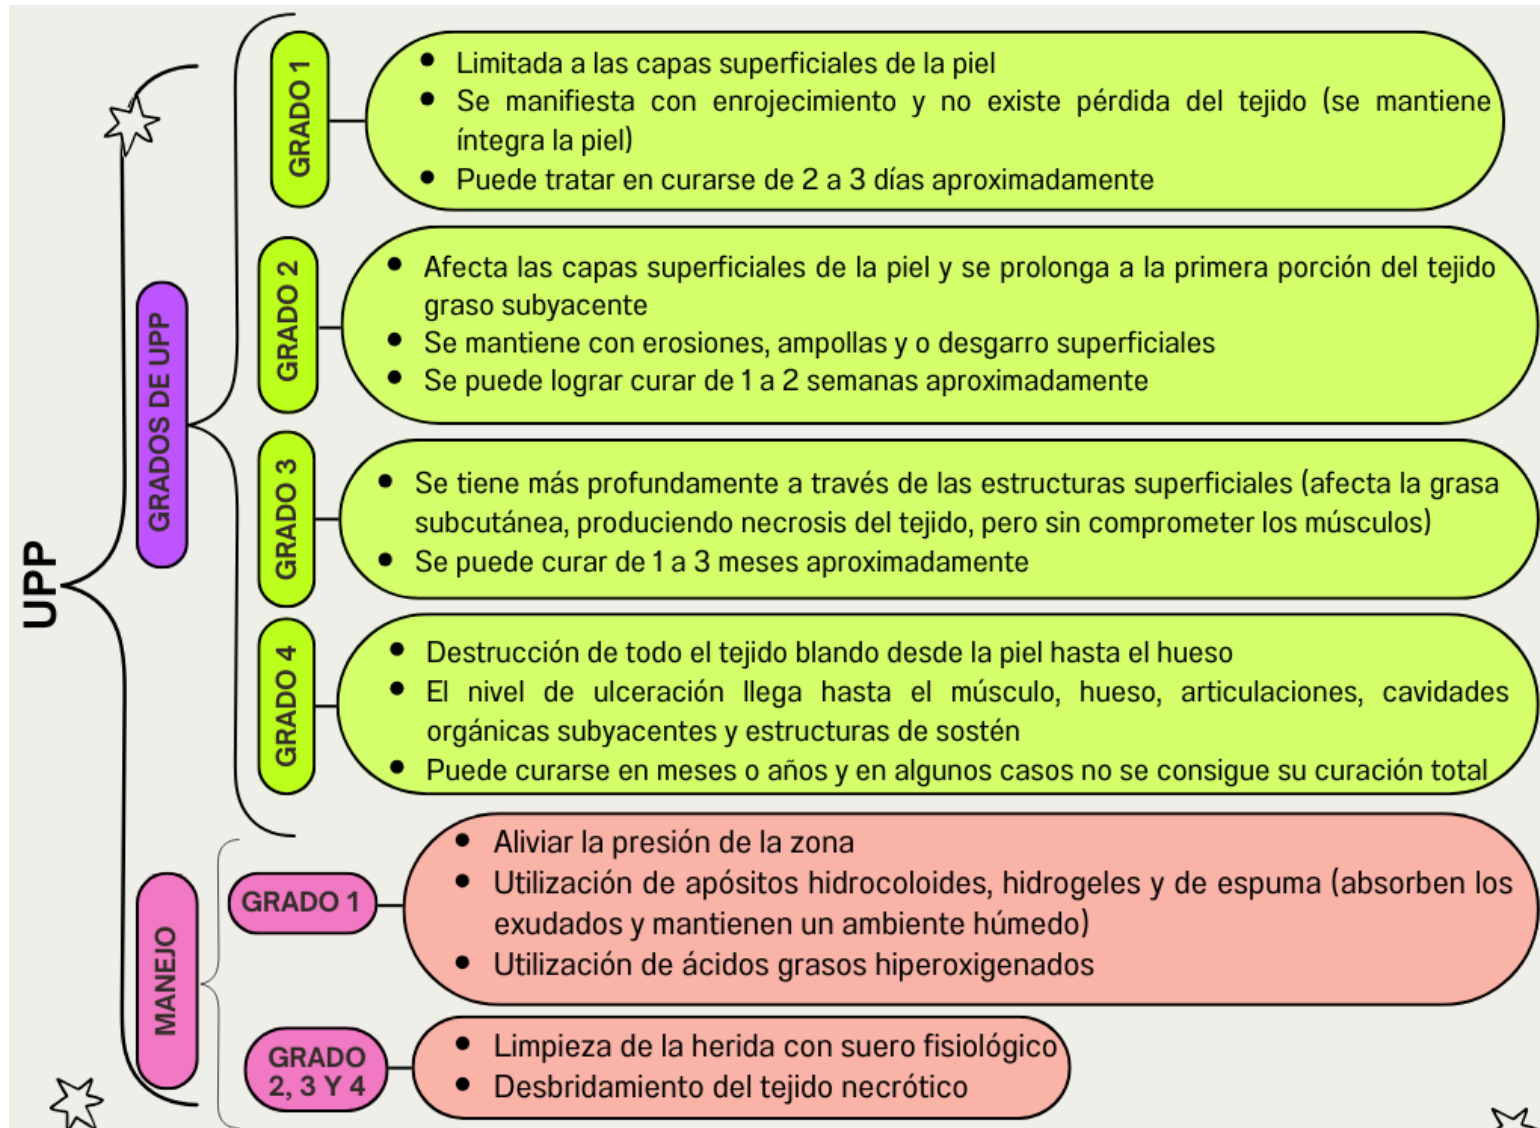 UPP
GRADOS DE UPP
GRADO 1
Limitada a las capas superficiales de la piel
Se manifiesta con enrojecimiento y no existe pérdida del tejido (se mantiene
íntegra la piel)
Puede tratar en curarse de 2 a 3 días aproximadamente
GRADO 2
Afecta las capas superficiales de la piel y se prolonga a la primera porción del tejido
graso subyacente
Se mantiene con erosiones, ampollas y o desgarro superficiales
Se puede lograr curar de 1 a 2 semanas aproximadamente
GRADO 3
Se tiene más profundamente a través de las estructuras superficiales (afecta la grasa
subcutánea, produciendo necrosis del tejido, pero sin comprometer los músculos)
Se puede curar de 1 a 3 meses aproximadamente
GRADO 4
Destrucción de todo el tejido blando desde la piel hasta el hueso
El nivel de ulceración llega hasta el músculo, hueso, articulaciones, cavidades
orgánicas subyacentes y estructuras de sostén
Puede curarse en meses o años y en algunos casos no se consigue su curación total
MANEJO
GRADO 1
Aliviar la presión de la zona
Utilización de apósitos hidrocoloides, hidrogeles y de espuma (absorben los
exudados y mantienen un ambiente húmedo)
Utilización de ácidos grasos hiperoxigenados
GRADO
2, 3 Y 4
Limpieza de la herida con suero fisiológico
Desbridamiento del tejido necrótico